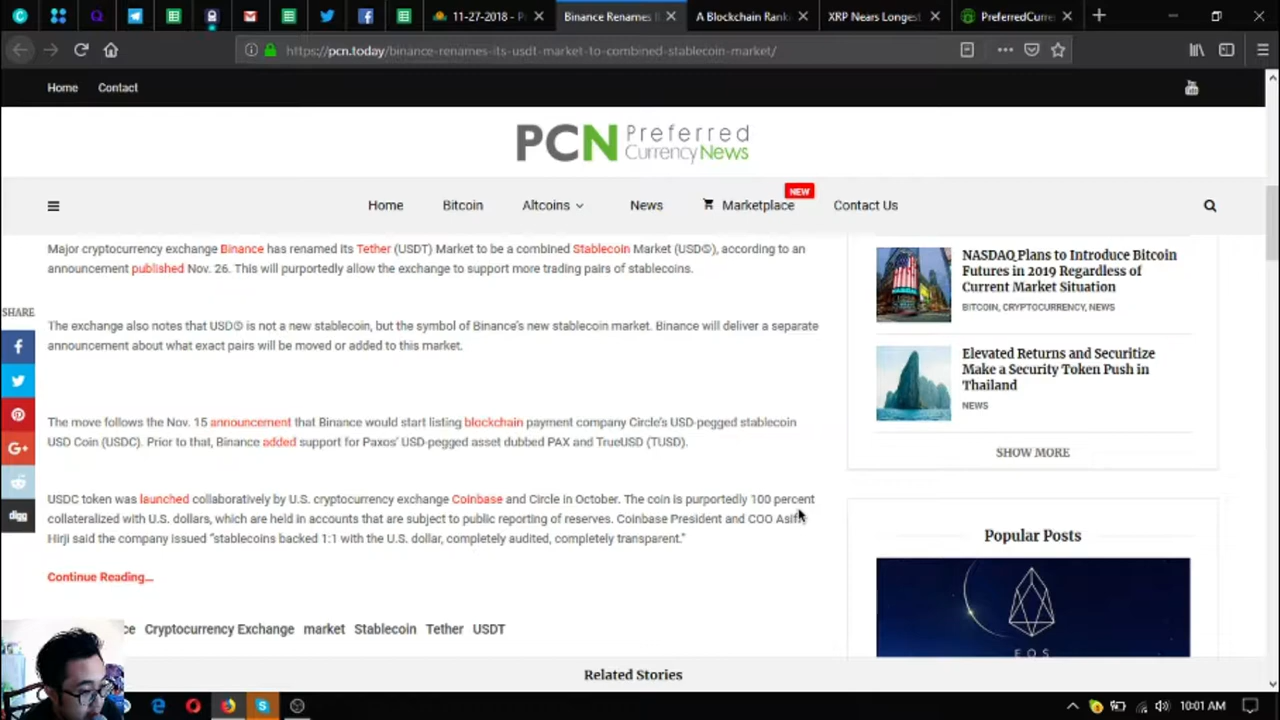 11-27-2018 - P
Binance Renames I
A Blockchain Rank
XRP Nears Longest
PreferredCurre
https://pcn.today/binance-renames-its-usdt-market-to-combined-stablecoin-market/
Home Contact
PCN Preferred
CurrencyNews
NEW
Home Bitcoin Altcoins News Marketplace Contact Us
Major cryptocurrency exchange Binance has renamed its Tether (USDT) Market to be a combined Stablecoin Market (USDⓈ), according to an
announcement published Nov. 26. This will purportedly allow the exchange to support more trading pairs of stablecoins.
The exchange also notes that USDⓈ is not a new stablecoin, but the symbol of Binance's new stablecoin market. Binance will deliver a separate
announcement about what exact pairs will be moved or added to this market.
The move follows the Nov. 15 announcement that Binance would start listing blockchain payment company Circle's USD-pegged stablecoin
USD Coin (USDC). Prior to that, Binance added support for Paxos' USD-pegged asset dubbed PAX and TrueUSD (TUSD).
USDC token was launched collaboratively by U.S. cryptocurrency exchange Coinbase and Circle in October. The coin is purportedly 100 percent
collateralized with U.S. dollars, which are held in accounts that are subject to public reporting of reserves. Coinbase President and COO Asiff
Hirji said the company issued "stablecoins backed 1:1 with the U.S. dollar, completely audited, completely transparent."
Continue Reading...
ce Cryptocurrency Exchange market Stablecoin Tether USDT
Related Stories
SHARE
digg
NASDAQ Plans to Introduce Bitcoin
Futures in 2019 Regardless of
Current Market Situation
BITCOIN, CRYPTOCURRENCY, NEWS
Elevated Returns and Securitize
Make a Security Token Push in
Thailand
NEWS
SHOW MORE
Popular Posts
EOS
10:01 AM